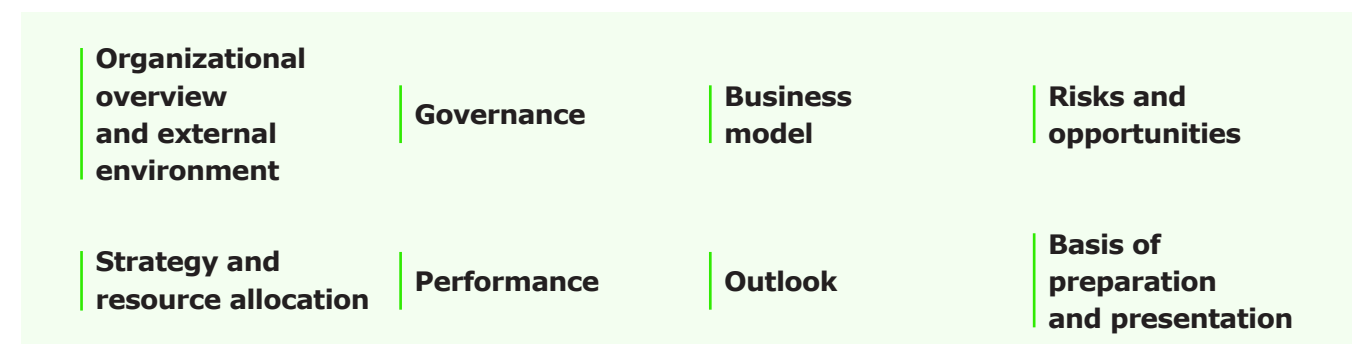 Organizational
overview
and external
environment
Governance
Business
model
Risks and
opportunities
Strategy and
resource allocation
Performance
Outlook
Basis of
preparation
and presentation